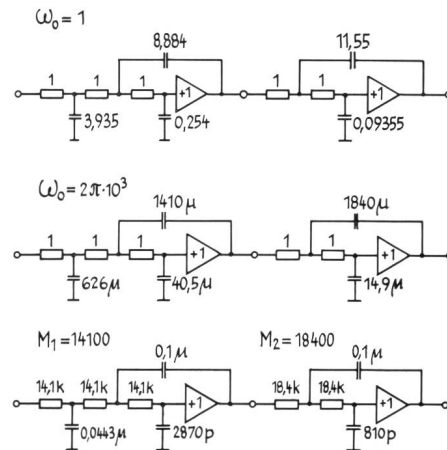 ω₀ = 1
8,884 11,55
1 1 1 1 1
+1 +1
3,935 0,254 0,09355
ω₀ = 2π·10³
1410μ 1840μ
1 1 1 1 1
+1 +1
626μ 40,5μ 14,9μ
M₁ = 14100 M₂ = 18400
0,1μ 0,1μ
14,1k 14,1k 14,1k 18,4k 18,4k
+1 +1
0,0443μ 2870p 810p